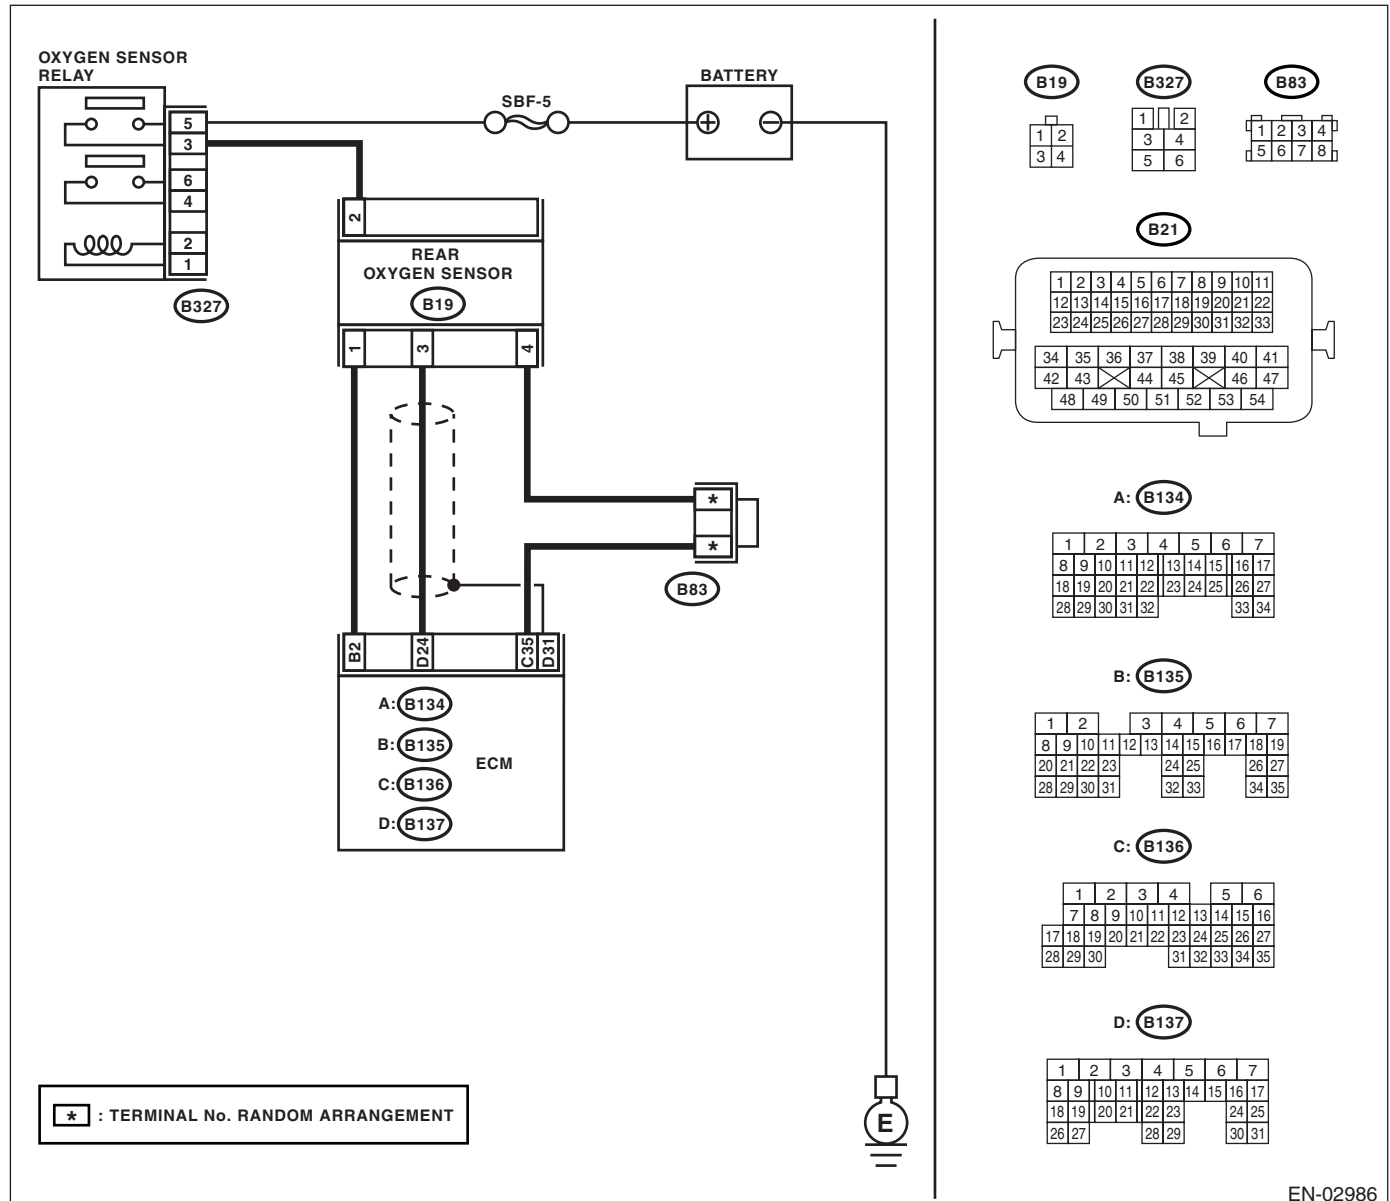 OXYGEN SENSOR
RELAY
5
3
6
4
2
1
B327
SBF-5
BATTERY
+ −
2
REAR
OXYGEN SENSOR
B19
1 3 4
*
*
B83
B2 D24 C35 D31
A: B134
B: B135
C: B136
D: B137
ECM
E
* : TERMINAL No. RANDOM ARRANGEMENT
B19
1 2
3 4
B327
1 2
3 4
5 6
B83
1 2 3 4
5 6 7 8
B21
1 2 3 4 5 6 7 8 9 10 11
12 13 14 15 16 17 18 19 20 21 22
23 24 25 26 27 28 29 30 31 32 33
34 35 36 37 38 39 40 41
42 43 44 45 46 47
48 49 50 51 52 53 54
A: B134
1 2 3 4 5 6 7
8 9 10 11 12 13 14 15 16 17
18 19 20 21 22 23 24 25 26 27
28 29 30 31 32 33 34
B: B135
1 2 3 4 5 6 7
8 9 10 11 12 13 14 15 16 17 18 19
20 21 22 23 24 25 26 27
28 29 30 31 32 33 34 35
C: B136
1 2 3 4 5 6
7 8 9 10 11 12 13 14 15 16
17 18 19 20 21 22 23 24 25 26 27
28 29 30 31 32 33 34 35
D: B137
1 2 3 4 5 6 7
8 9 10 11 12 13 14 15 16 17
18 19 20 21 22 23 24 25
26 27 28 29 30 31
EN-02986